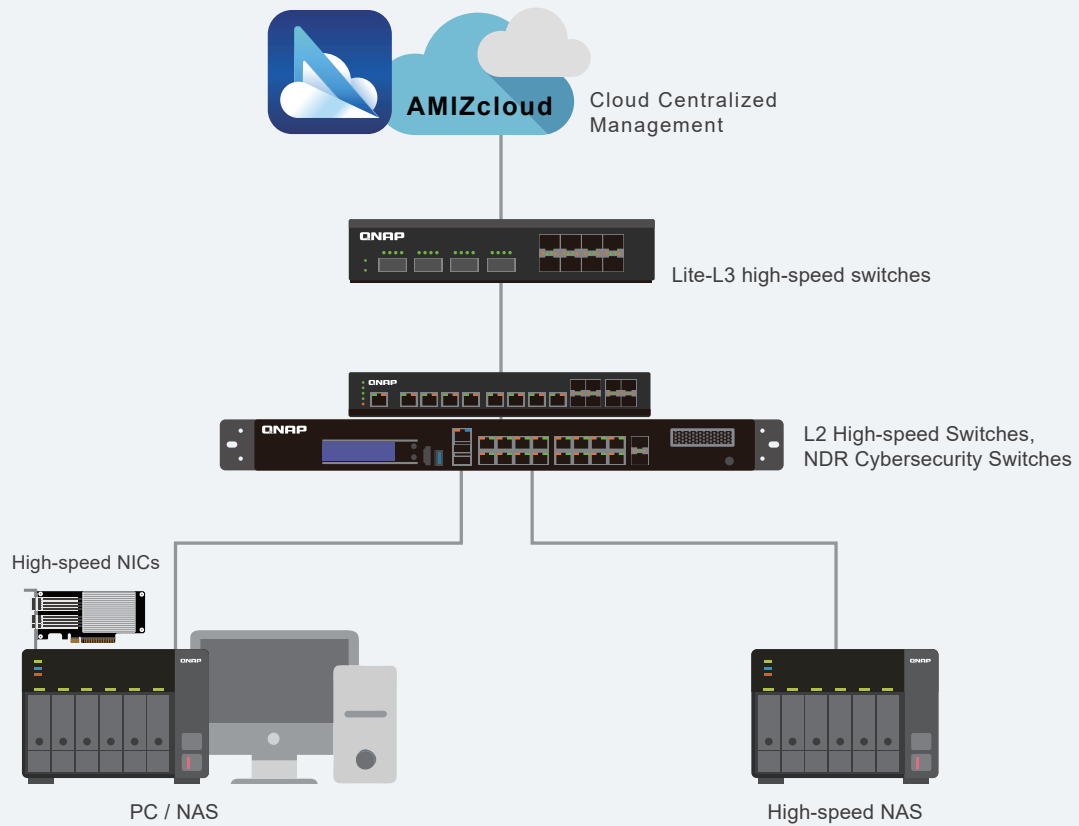 AMIZcloud
Cloud Centralized
Management
QNAP
Lite-L3 high-speed switches
QNAP
QNAP
L2 High-speed Switches,
NDR Cybersecurity Switches
High-speed NICs
QNAP
QNAP
PC / NAS
High-speed NAS